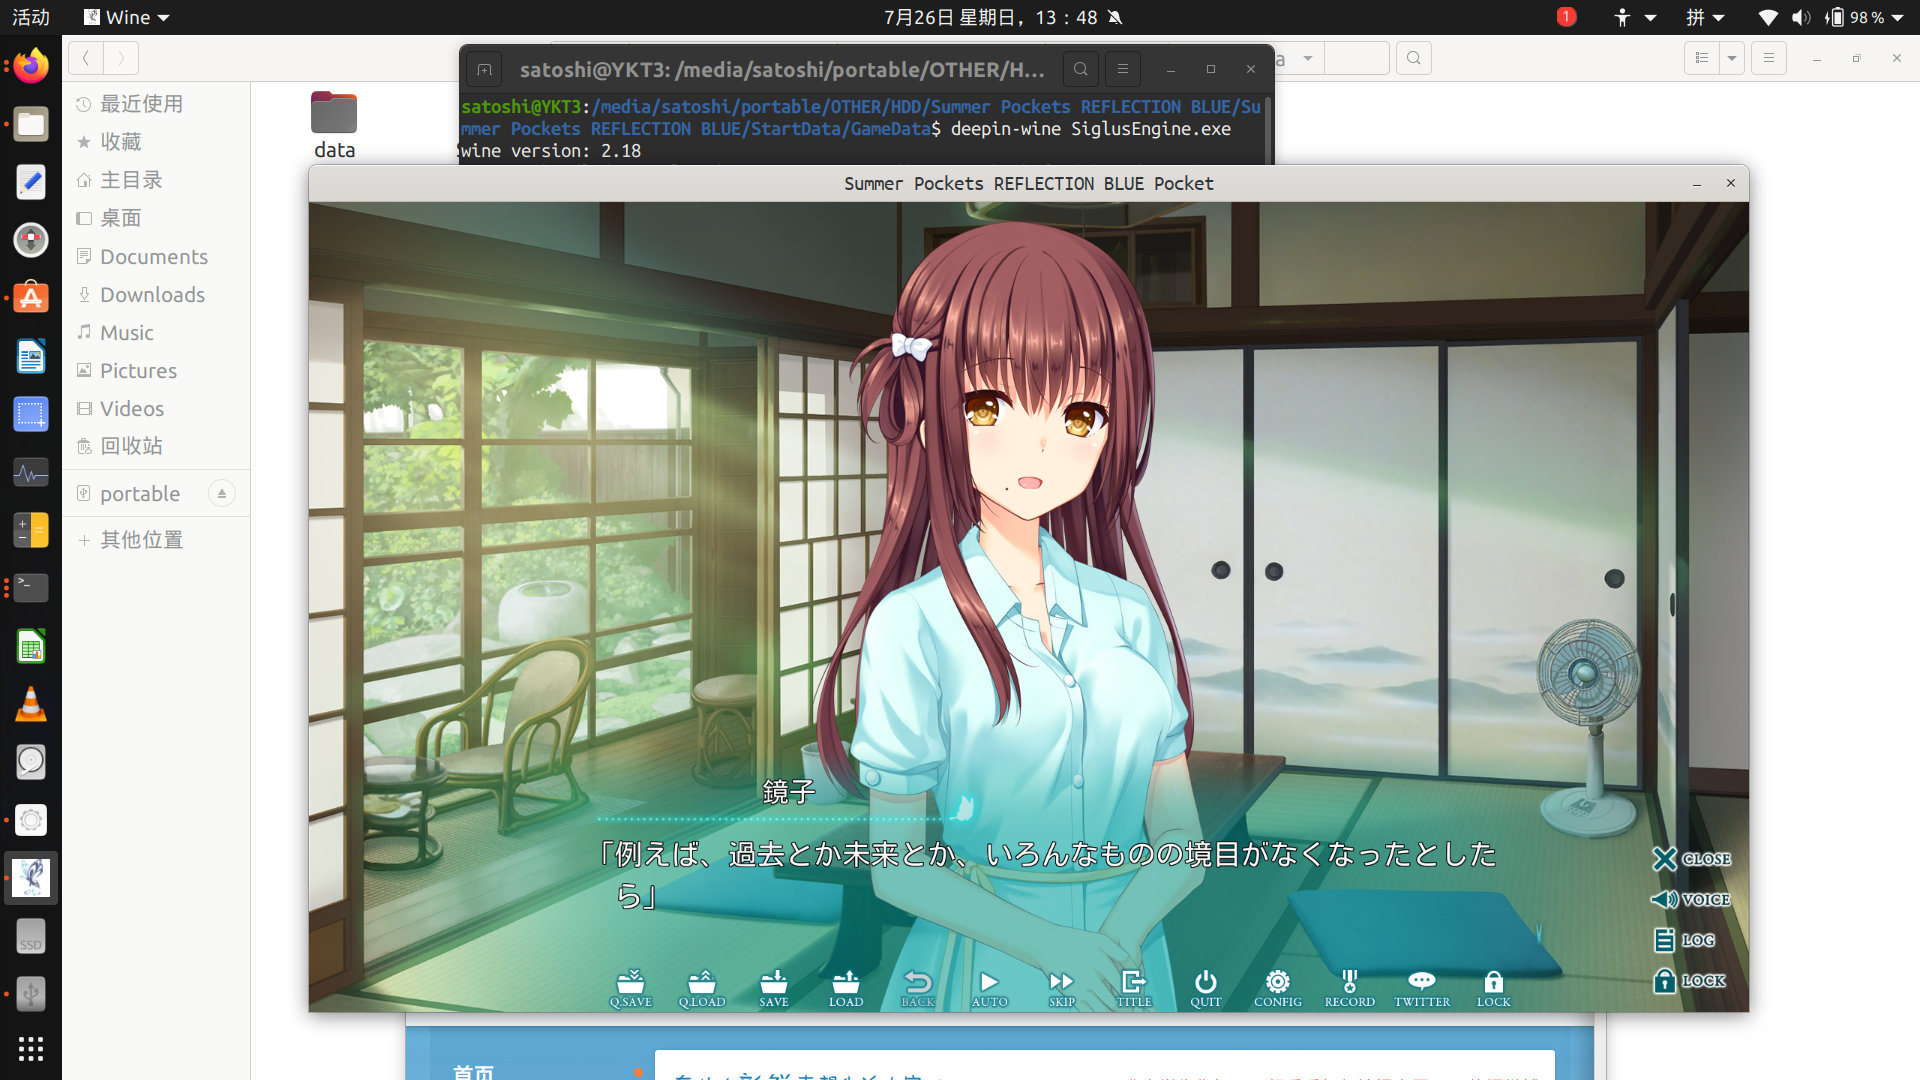 活动
Wine
7月26日 星期日，13：48
1
拼
98 %
最近使用
收藏
主目录
桌面
Documents
Downloads
Music
Pictures
Videos
回收站
portable
其他位置
SSD
data
a
satoshi@YKT3: /media/satoshi/portable/OTHER/H...
satoshi@YKT3:/media/satoshi/portable/OTHER/HDD/Summer Pockets REFLECTION BLUE/Su
mmer Pockets REFLECTION BLUE/StartData/GameData$ deepin-wine SiglusEngine.exe
wine version: 2.18
Summer Pockets REFLECTION BLUE Pocket
鏡子
「例えば、過去とか未来とか、いろんなものの境目がなくなったとした
ら」
CLOSE
VOICE
LOG
LOCK
Q.SAVE
Q.LOAD
SAVE
LOAD
BACK
AUTO
SKIP
TITLE
QUIT
CONFIG
RECORD
TWITTER
LOCK
首页